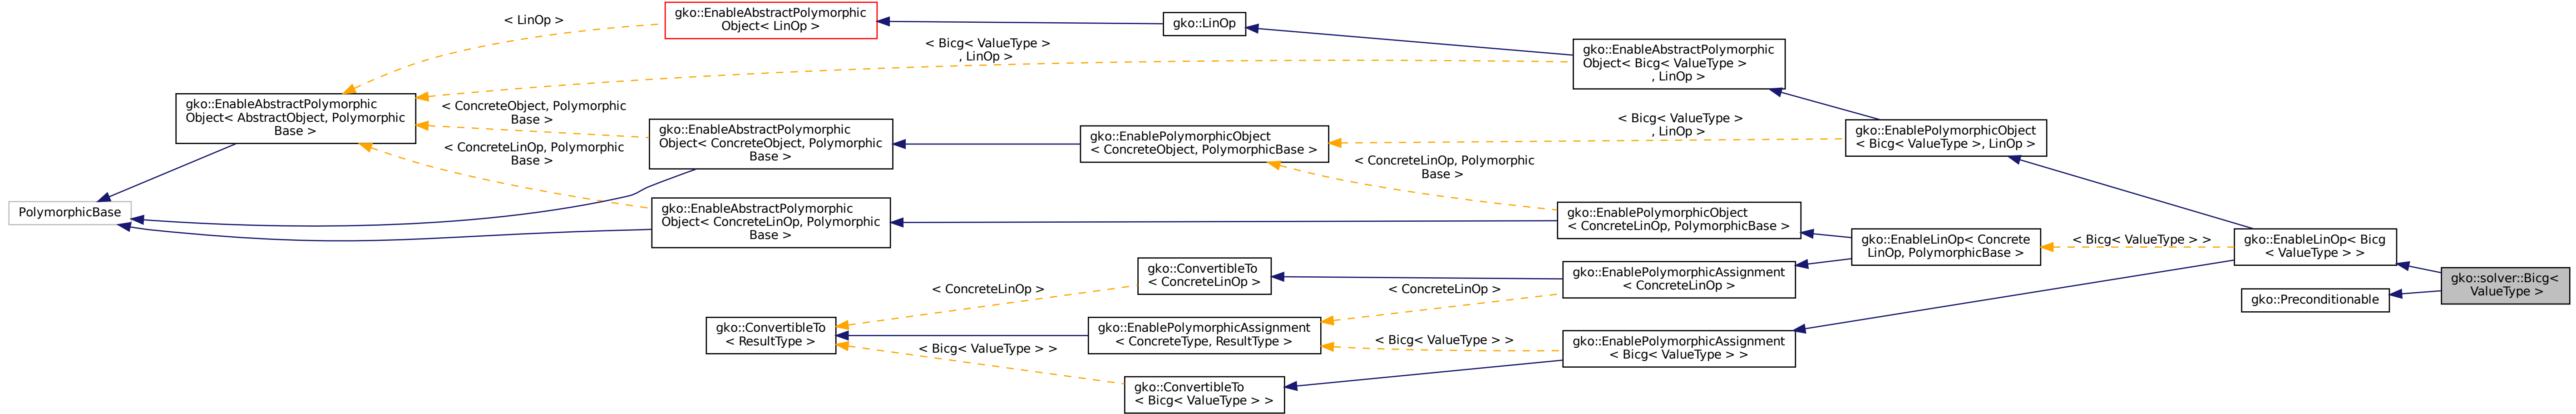 gko::EnableAbstractPolymorphic
Object< LinOp >
< LinOp >
gko::LinOp
< Bicg< ValueType >
, LinOp >
gko::EnableAbstractPolymorphic
Object< Bicg< ValueType >
, LinOp >
gko::EnableAbstractPolymorphic
Object< AbstractObject, Polymorphic
Base >
< ConcreteObject, Polymorphic
Base >
< ConcreteLinOp, Polymorphic
Base >
gko::EnableAbstractPolymorphic
Object< ConcreteObject, Polymorphic
Base >
gko::EnablePolymorphicObject
< ConcreteObject, PolymorphicBase >
< Bicg< ValueType >
, LinOp >
< ConcreteLinOp, Polymorphic
Base >
gko::EnablePolymorphicObject
< Bicg< ValueType >, LinOp >
PolymorphicBase
gko::EnableAbstractPolymorphic
Object< ConcreteLinOp, Polymorphic
Base >
gko::EnablePolymorphicObject
< ConcreteLinOp, PolymorphicBase >
gko::EnableLinOp< Concrete
LinOp, PolymorphicBase >
< Bicg< ValueType > >
gko::EnableLinOp< Bicg
< ValueType > >
gko::solver::Bicg<
ValueType >
gko::Preconditionable
gko::ConvertibleTo
< ConcreteLinOp >
gko::EnablePolymorphicAssignment
< ConcreteLinOp >
< ConcreteLinOp >
< ConcreteLinOp >
gko::ConvertibleTo
< ResultType >
gko::EnablePolymorphicAssignment
< ConcreteType, ResultType >
< Bicg< ValueType > >
< Bicg< ValueType > >
gko::EnablePolymorphicAssignment
< Bicg< ValueType > >
gko::ConvertibleTo
< Bicg< ValueType > >